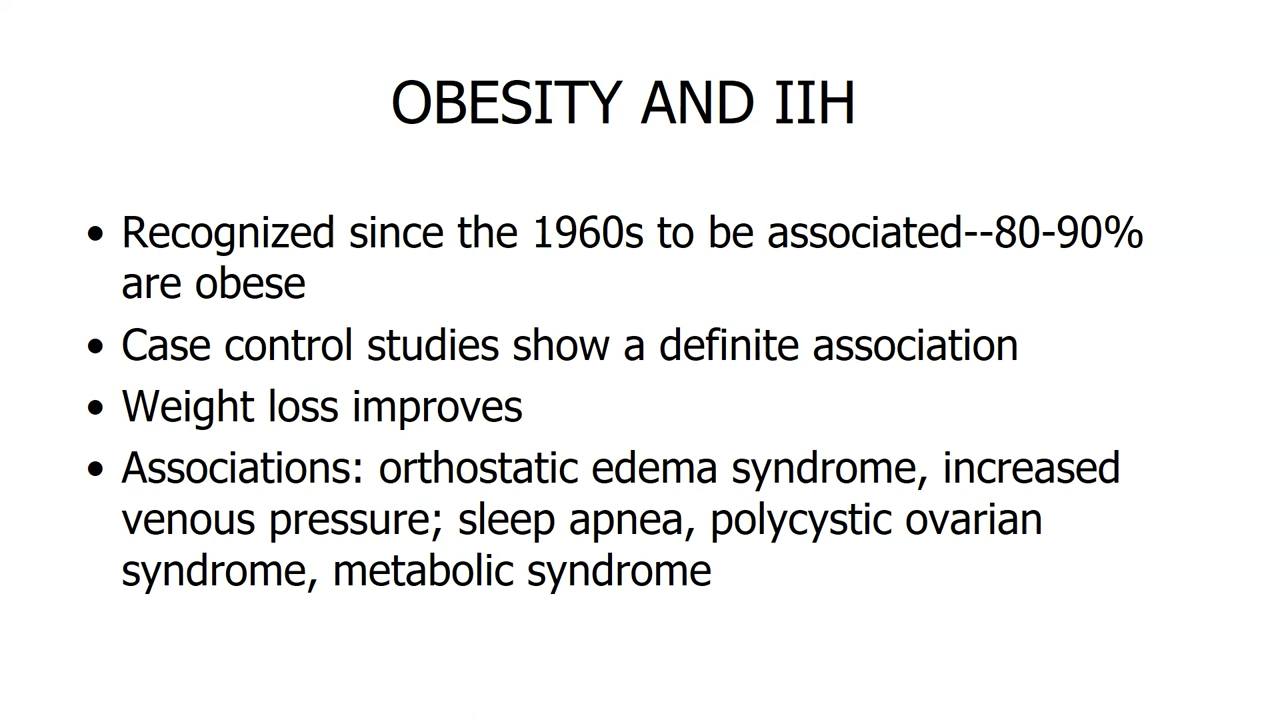 OBESITY AND IIH
• Recognized since the 1960s to be associated--80-90%
are obese
• Case control studies show a definite association
• Weight loss improves
• Associations: orthostatic edema syndrome, increased
venous pressure; sleep apnea, polycystic ovarian
syndrome, metabolic syndrome